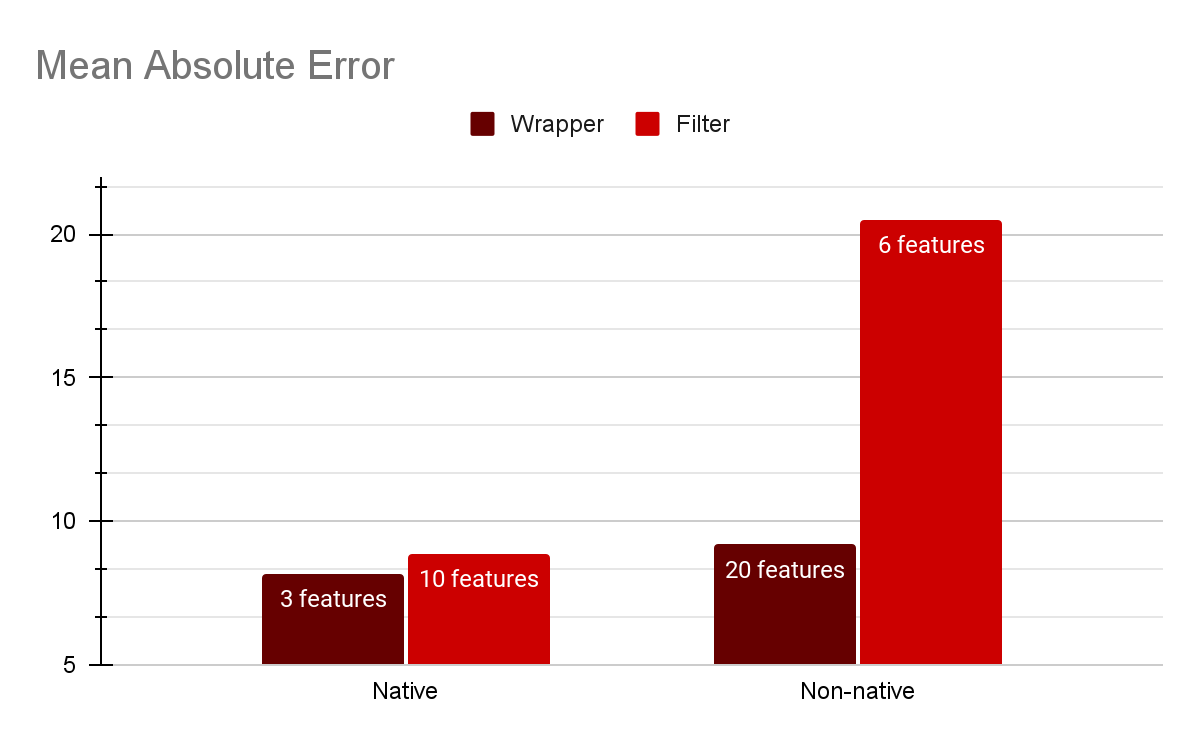 Mean Absolute Error
Wrapper
Filter
20
15
10
5
6 features
20 features
10 features
3 features
Native
Non-native